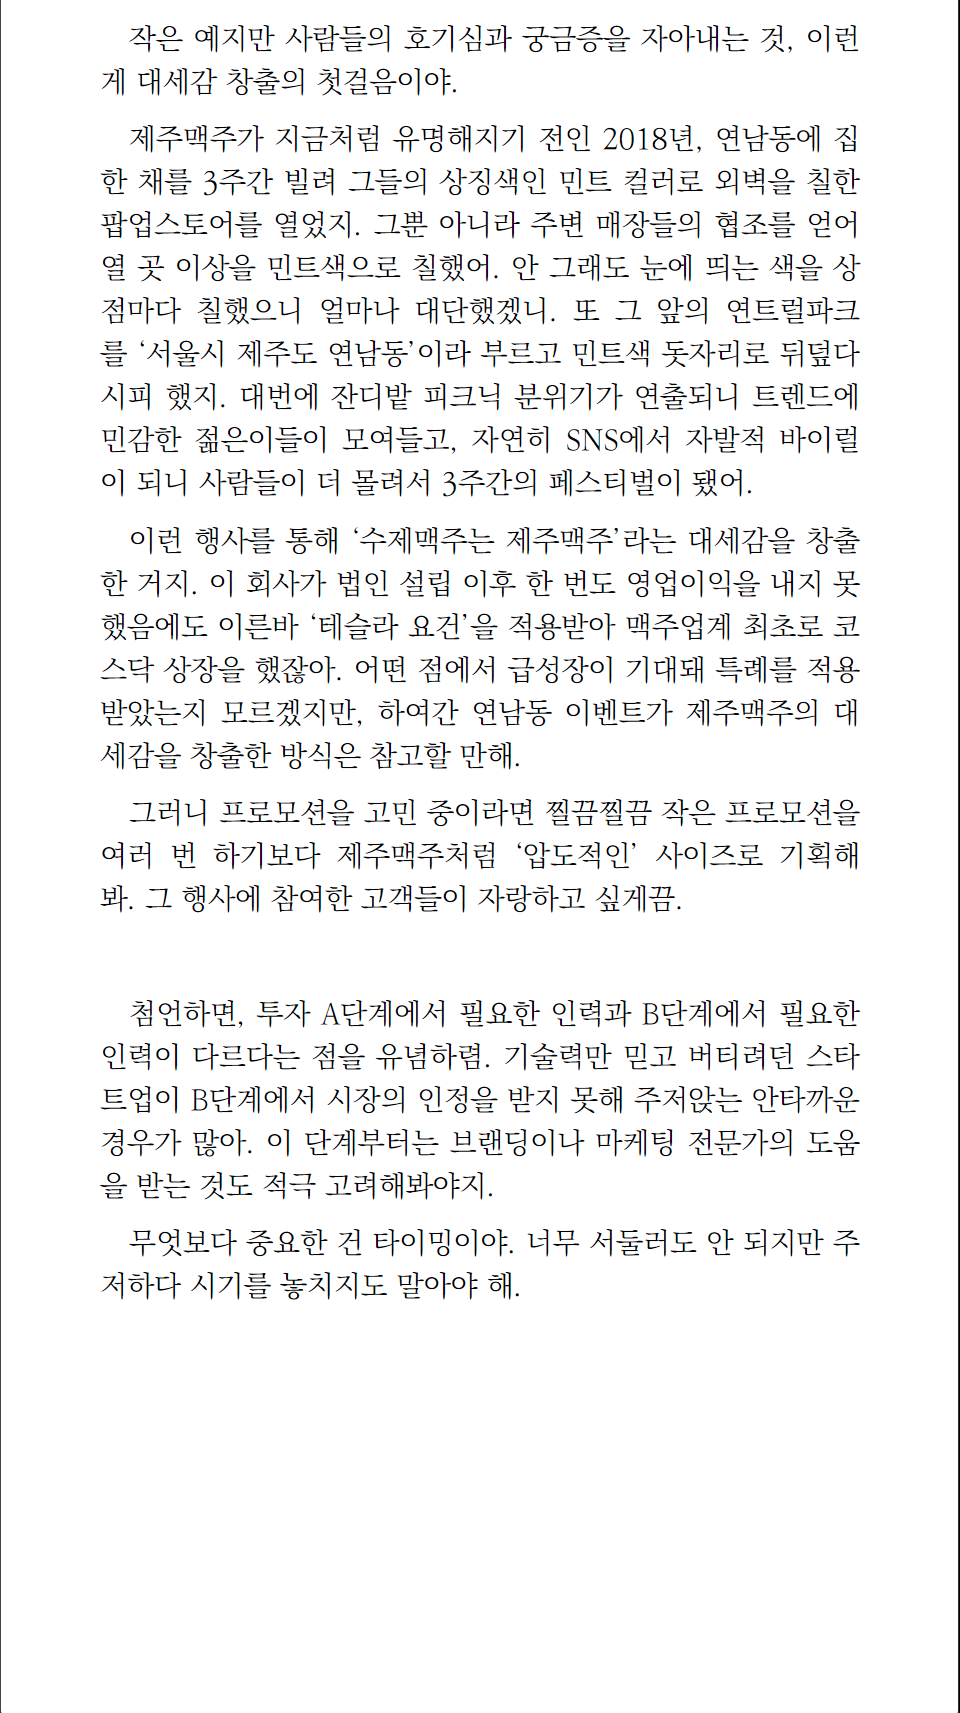 작은 예지만 사람들의 호기심과 궁금증을 자아내는 것, 이런
게 대세감 창출의 첫걸음이야.
제주맥주가 지금처럼 유명해지기 전인 2018년, 연남동에 집
한 채를 3주간 빌려 그들의 상징색인 민트 컬러로 외벽을 칠한
팝업스토어를 열었지. 그뿐 아니라 주변 매장들의 협조를 얻어
열 곳 이상을 민트색으로 칠했어. 안 그래도 눈에 띄는 색을 상
점마다 칠했으니 얼마나 대단했겠니. 또 그 앞의 연트럴파크
를 ‘서울시 제주도 연남동’이라 부르고 민트색 돗자리로 뒤덮다
시피 했지. 대번에 잔디밭 피크닉 분위기가 연출되니 트렌드에
민감한 젊은이들이 모여들고, 자연히 SNS에서 자발적 바이럴
이 되니 사람들이 더 몰려서 3주간의 페스티벌이 됐어.
이런 행사를 통해 ‘수제맥주는 제주맥주’라는 대세감을 창출
한 거지. 이 회사가 법인 설립 이후 한 번도 영업이익을 내지 못
했음에도 이른바 ‘테슬라 요건’을 적용받아 맥주업계 최초로 코
스닥 상장을 했잖아. 어떤 점에서 급성장이 기대돼 특례를 적용
받았는지 모르겠지만, 하여간 연남동 이벤트가 제주맥주의 대
세감을 창출한 방식은 참고할 만해.
그러니 프로모션을 고민 중이라면 찔끔찔끔 작은 프로모션을
여러 번 하기보다 제주맥주처럼 ‘압도적인’ 사이즈로 기획해
봐. 그 행사에 참여한 고객들이 자랑하고 싶게끔.
첨언하면, 투자 A단계에서 필요한 인력과 B단계에서 필요한
인력이 다르다는 점을 유념하렴. 기술력만 믿고 버티려던 스타
트업이 B단계에서 시장의 인정을 받지 못해 주저앉는 안타까운
경우가 많아. 이 단계부터는 브랜딩이나 마케팅 전문가의 도움
을 받는 것도 적극 고려해봐야지.
무엇보다 중요한 건 타이밍이야. 너무 서둘러도 안 되지만 주
저하다 시기를 놓치지도 말아야 해.